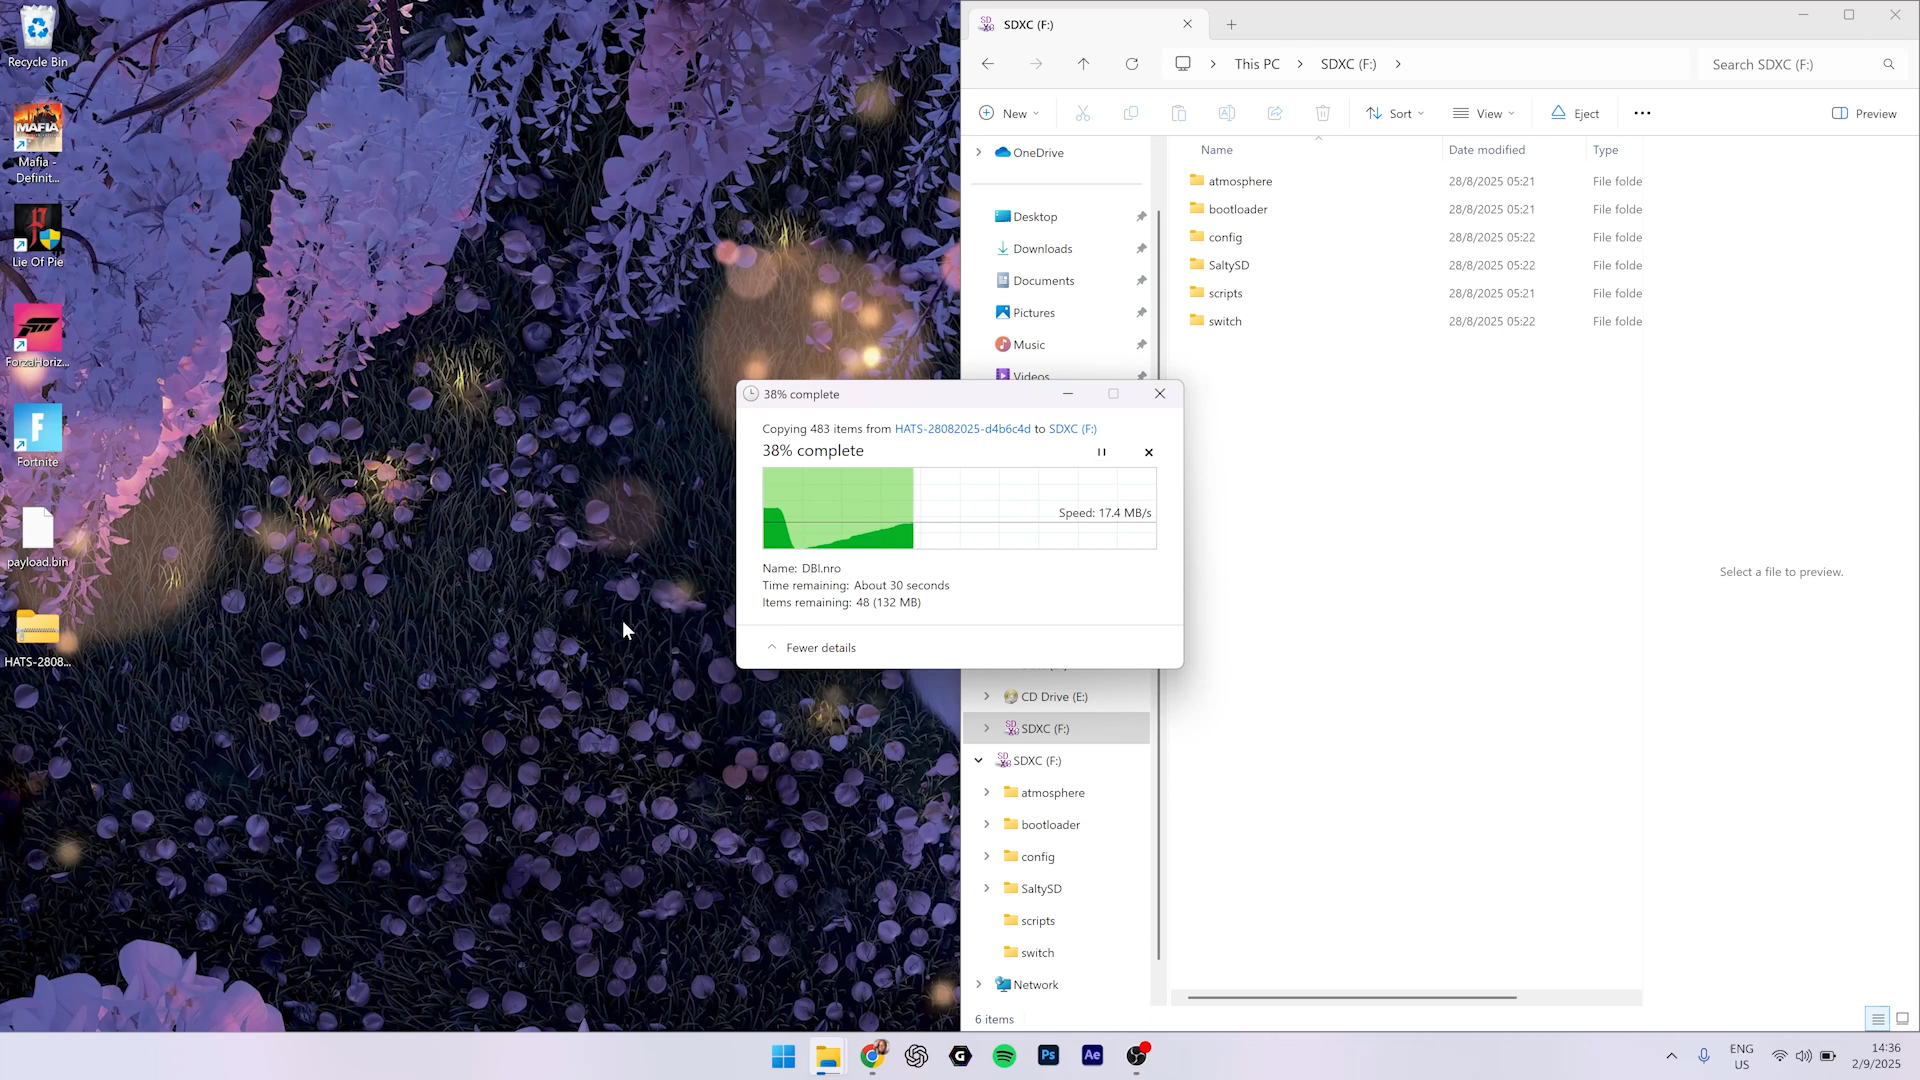 Recycle Bin
MAFIA
Mafia -
Definit...
Lie Of Pie
ForzaHoriz...
Fortnite
payload.bin
HATS-2808...
SDXC (F:)
This PC
SDXC (F:)
Search SDXC (F:)
New
Sort
View
Eject
Preview
OneDrive
Desktop
Downloads
Documents
Pictures
Music
Videos
CD Drive (E:)
SDXC (F:)
SDXC (F:)
atmosphere
bootloader
config
SaltySD
scripts
switch
Network
Name
Date modified
Type
atmosphere
28/8/2025 05:21
File folde
bootloader
28/8/2025 05:21
File folde
config
28/8/2025 05:22
File folde
SaltySD
28/8/2025 05:22
File folde
scripts
28/8/2025 05:21
File folde
switch
28/8/2025 05:22
File folde
Select a file to preview.
6 items
38% complete
Copying 483 items from HATS-28082025-d4b6c4d to SDXC (F:)
38% complete
Speed: 17.4 MB/s
Name: DBI.nro
Time remaining: About 30 seconds
Items remaining: 48 (132 MB)
Fewer details
Ps
Ae
ENG
US
14:36
2/9/2025